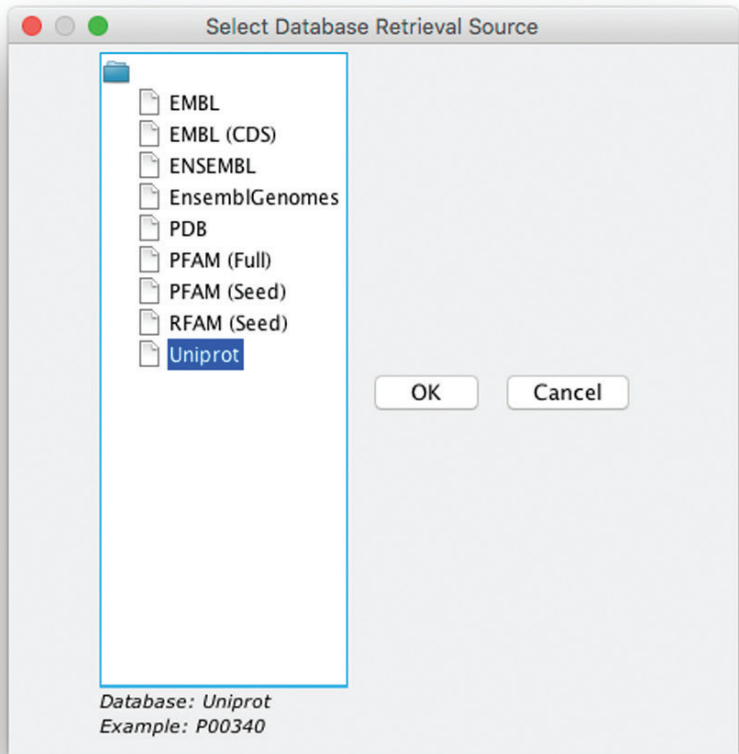 Select Database Retrieval Source
EMBL
EMBL (CDS)
ENSEMBL
EnsemblGenomes
PDB
PFAM (Full)
PFAM (Seed)
RFAM (Seed)
Uniprot
OK Cancel
Database: Uniprot
Example: P00340